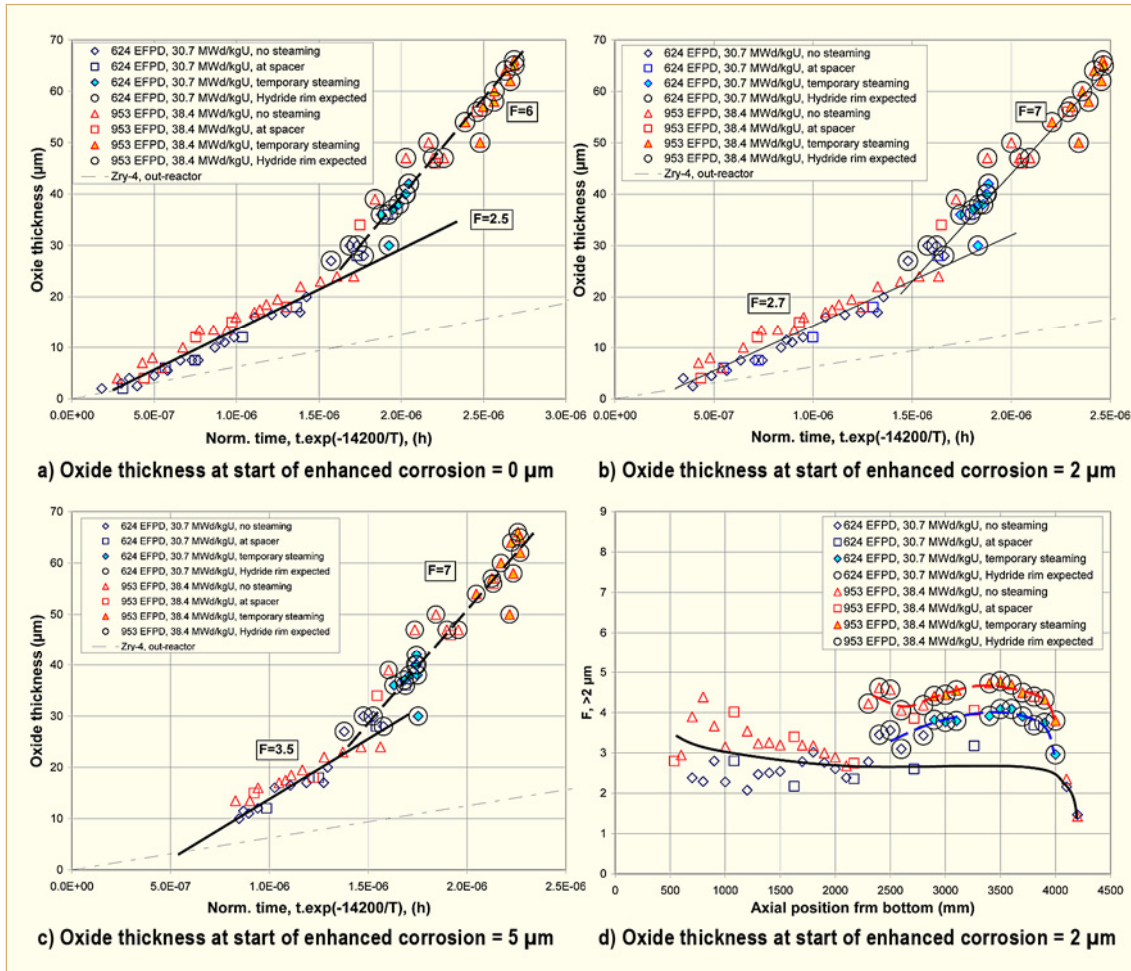 70
60
50
40
30
20
10
0
Oxie thickness (µm)
624 EFPD, 30.7 MWd/kgU, no steaming
624 EFPD, 30.7 MWd/kgU, at spacer
624 EFPD, 30.7 MWd/kgU, temporary steaming
624 EFPD, 30.7 MWd/kgU, Hydride rim expected
953 EFPD, 38.4 MWd/kgU, no steaming
953 EFPD, 38.4 MWd/kgU, at spacer
953 EFPD, 38.4 MWd/kgU, temporary steaming
953 EFPD, 38.4 MWd/kgU, Hydride rim expected
Zry-4, out-reactor
F=6
F=2.5
0.0E+00 5.0E-07 1.0E-06 1.5E-06 2.0E-06 2.5E-06 3.0E-06
Norm. time, t.exp(-14200/T), (h)
a) Oxide thickness at start of enhanced corrosion = 0 µm
70
60
50
40
30
20
10
0
Oxide thickness (µm)
624 EFPD, 30.7 MWd/kgU, no steaming
624 EFPD, 30.7 MWd/kgU, at spacer
624 EFPD, 30.7 MWd/kgU, temporary steaming
624 EFPD, 30.7 MWd/kgU, Hydride rim expected
953 EFPD, 38.4 MWd/kgU, no steaming
953 EFPD, 38.4 MWd/kgU, at spacer
953 EFPD, 38.4 MWd/kgU, temporary steaming
953 EFPD, 38.4 MWd/kgU, Hydride rim expected
Zry-4, out-reactor
F=7
F=2.7
0.0E+00 5.0E-07 1.0E-06 1.5E-06 2.0E-06 2.5E-06
Norm. time, t.exp(-14200/T), (h)
b) Oxide thickness at start of enhanced corrosion = 2 µm
70
60
50
40
30
20
10
0
Oxide thickness (µm)
624 EFPD, 30.7 MWd/kgU, no steaming
624 EFPD, 30.7 MWd/kgU, at spacer
624 EFPD, 30.7 MWd/kgU, temporary steaming
624 EFPD, 30.7 MWd/kgU, Hydride rim expected
953 EFPD, 38.4 MWd/kgU, no steaming
953 EFPD, 38.4 MWd/kgU, at spacer
953 EFPD, 38.4 MWd/kgU, temporary steaming
953 EFPD, 38.4 MWd/kgU, Hydride rim expected
Zry-4, out-reactor
F=7
F=3.5
0.0E+00 5.0E-07 1.0E-06 1.5E-06 2.0E-06 2.5E-06
Norm. time, t.exp(-14200/T), (h)
c) Oxide thickness at start of enhanced corrosion = 5 µm
9
8
7
6
5
4
3
2
1
0
F, >2 µm
624 EFPD, 30.7 MWd/kgU, no steaming
624 EFPD, 30.7 MWd/kgU, at spacer
624 EFPD, 30.7 MWd/kgU, temporary steaming
624 EFPD, 30.7 MWd/kgU, Hydride rim expected
953 EFPD, 38.4 MWd/kgU, no steaming
953 EFPD, 38.4 MWd/kgU, at spacer
953 EFPD, 38.4 MWd/kgU, temporary steaming
953 EFPD, 38.4 MWd/kgU, Hydride rim expected
0 500 1000 1500 2000 2500 3000 3500 4000 4500
Axial position frm bottom (mm)
d) Oxide thickness at start of enhanced corrosion = 2 µm